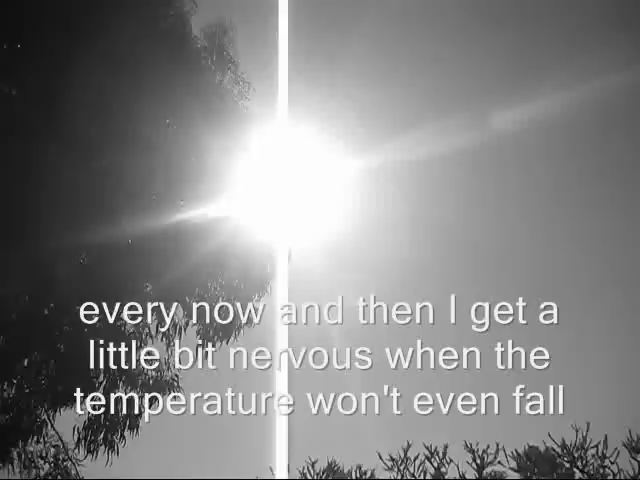 every now and then I get a
little bit nervous when the
temperature won't even fall